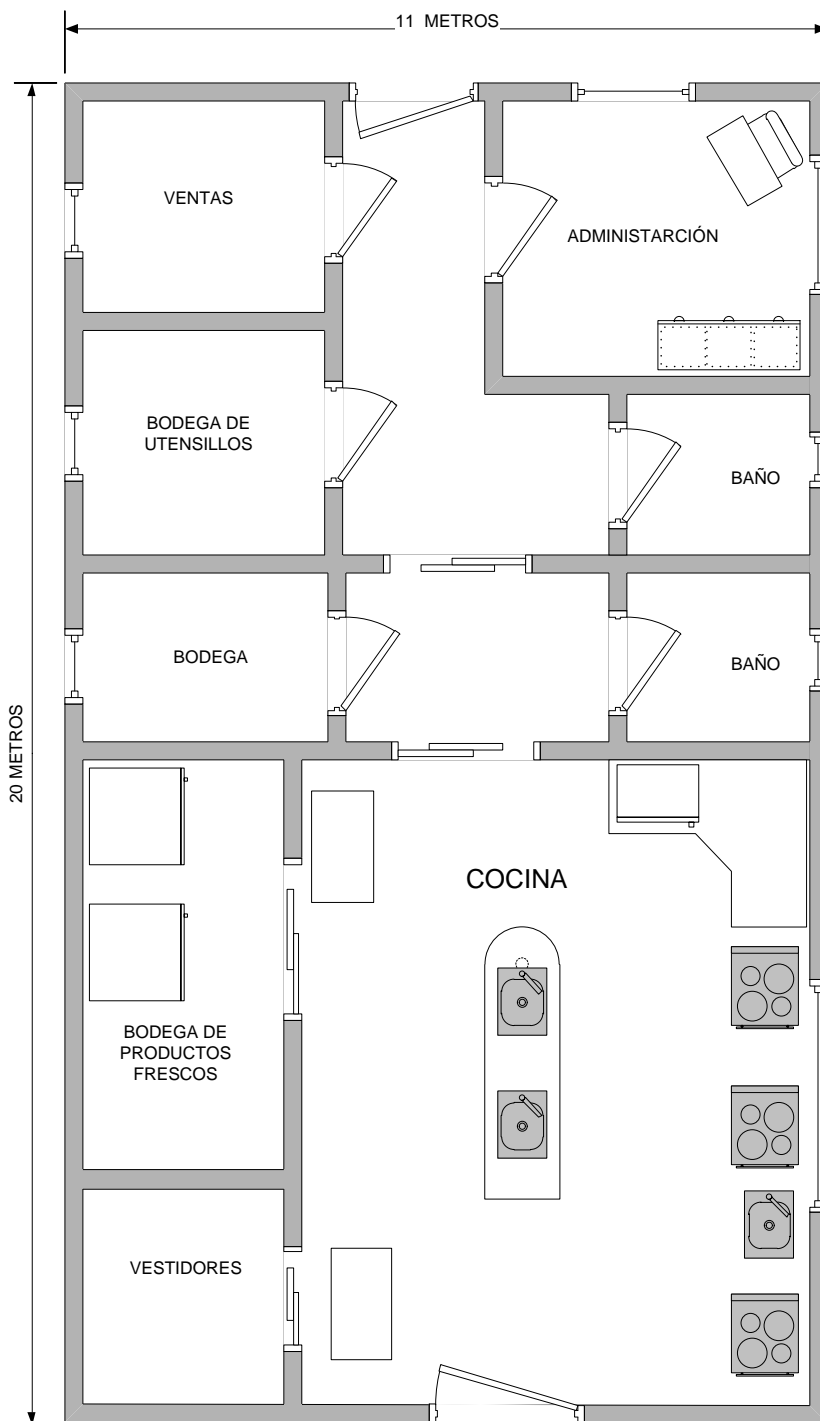 11 METROS
VENTAS
ADMINISTARCIÓN
BODEGA DE
UTENSILLOS
BAÑO
BODEGA
BAÑO
20 METROS
COCINA
BODEGA DE
PRODUCTOS
FRESCOS
VESTIDORES